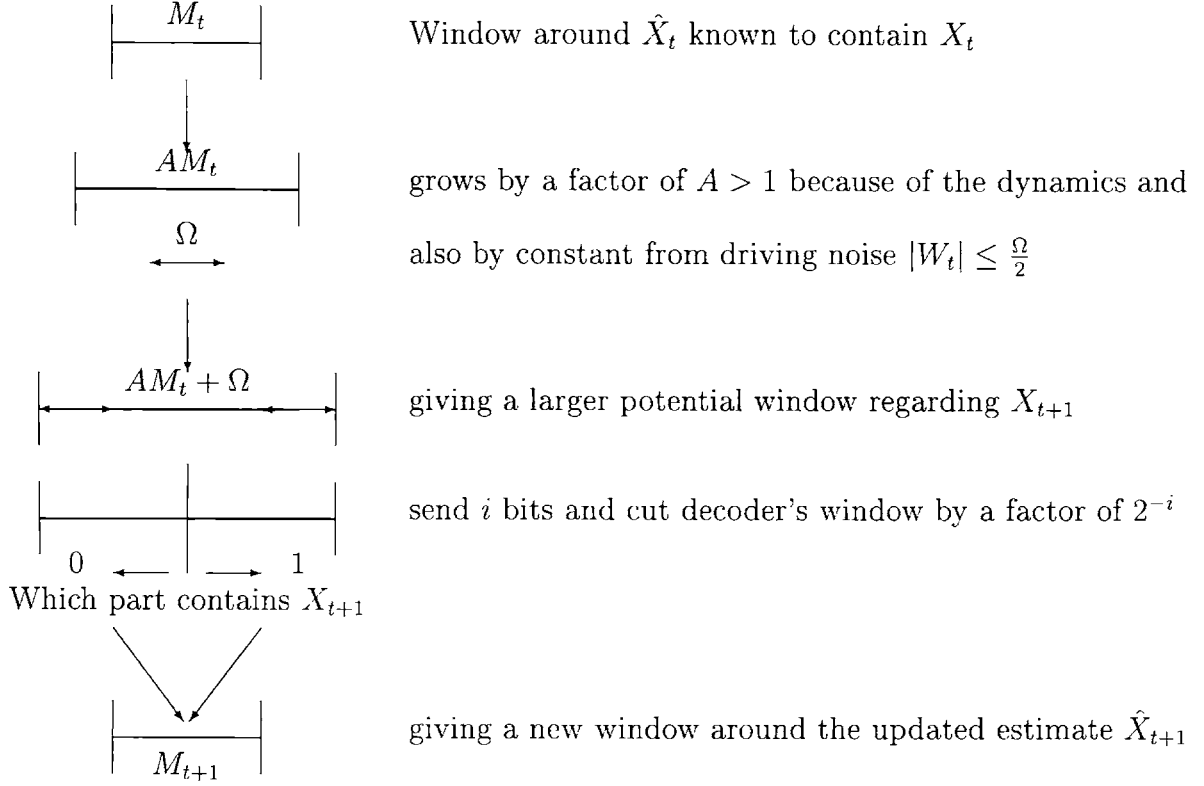 M_t
Window around X̂_t known to contain X_t
AM_t
grows by a factor of A > 1 because of the dynamics and
Ω
also by constant from driving noise |W_t| ≤ Ω/2
AM_t + Ω
giving a larger potential window regarding X_{t+1}
send i bits and cut decoder's window by a factor of 2^{-i}
0 1
Which part contains X_{t+1}
giving a new window around the updated estimate X̂_{t+1}
M_{t+1}